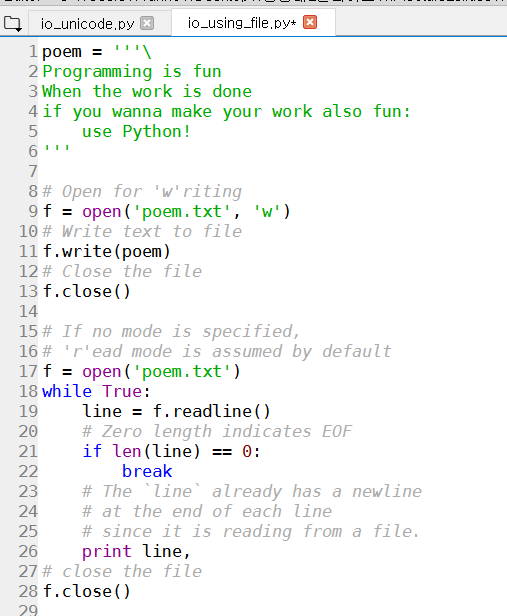 io_unicode.py
io_using_file.py*
1 poem = '''\
2 Programming is fun
3 When the work is done
4 if you wanna make your work also fun:
5     use Python!
6 '''
7
8 # Open for 'w'riting
9 f = open('poem.txt', 'w')
10 # Write text to file
11 f.write(poem)
12 # Close the file
13 f.close()
14
15 # If no mode is specified,
16 # 'r'ead mode is assumed by default
17 f = open('poem.txt')
18 while True:
19     line = f.readline()
20     # Zero length indicates EOF
21     if len(line) == 0:
22         break
23     # The `line` already has a newline
24     # at the end of each line
25     # since it is reading from a file.
26     print line,
27 # close the file
28 f.close()
29